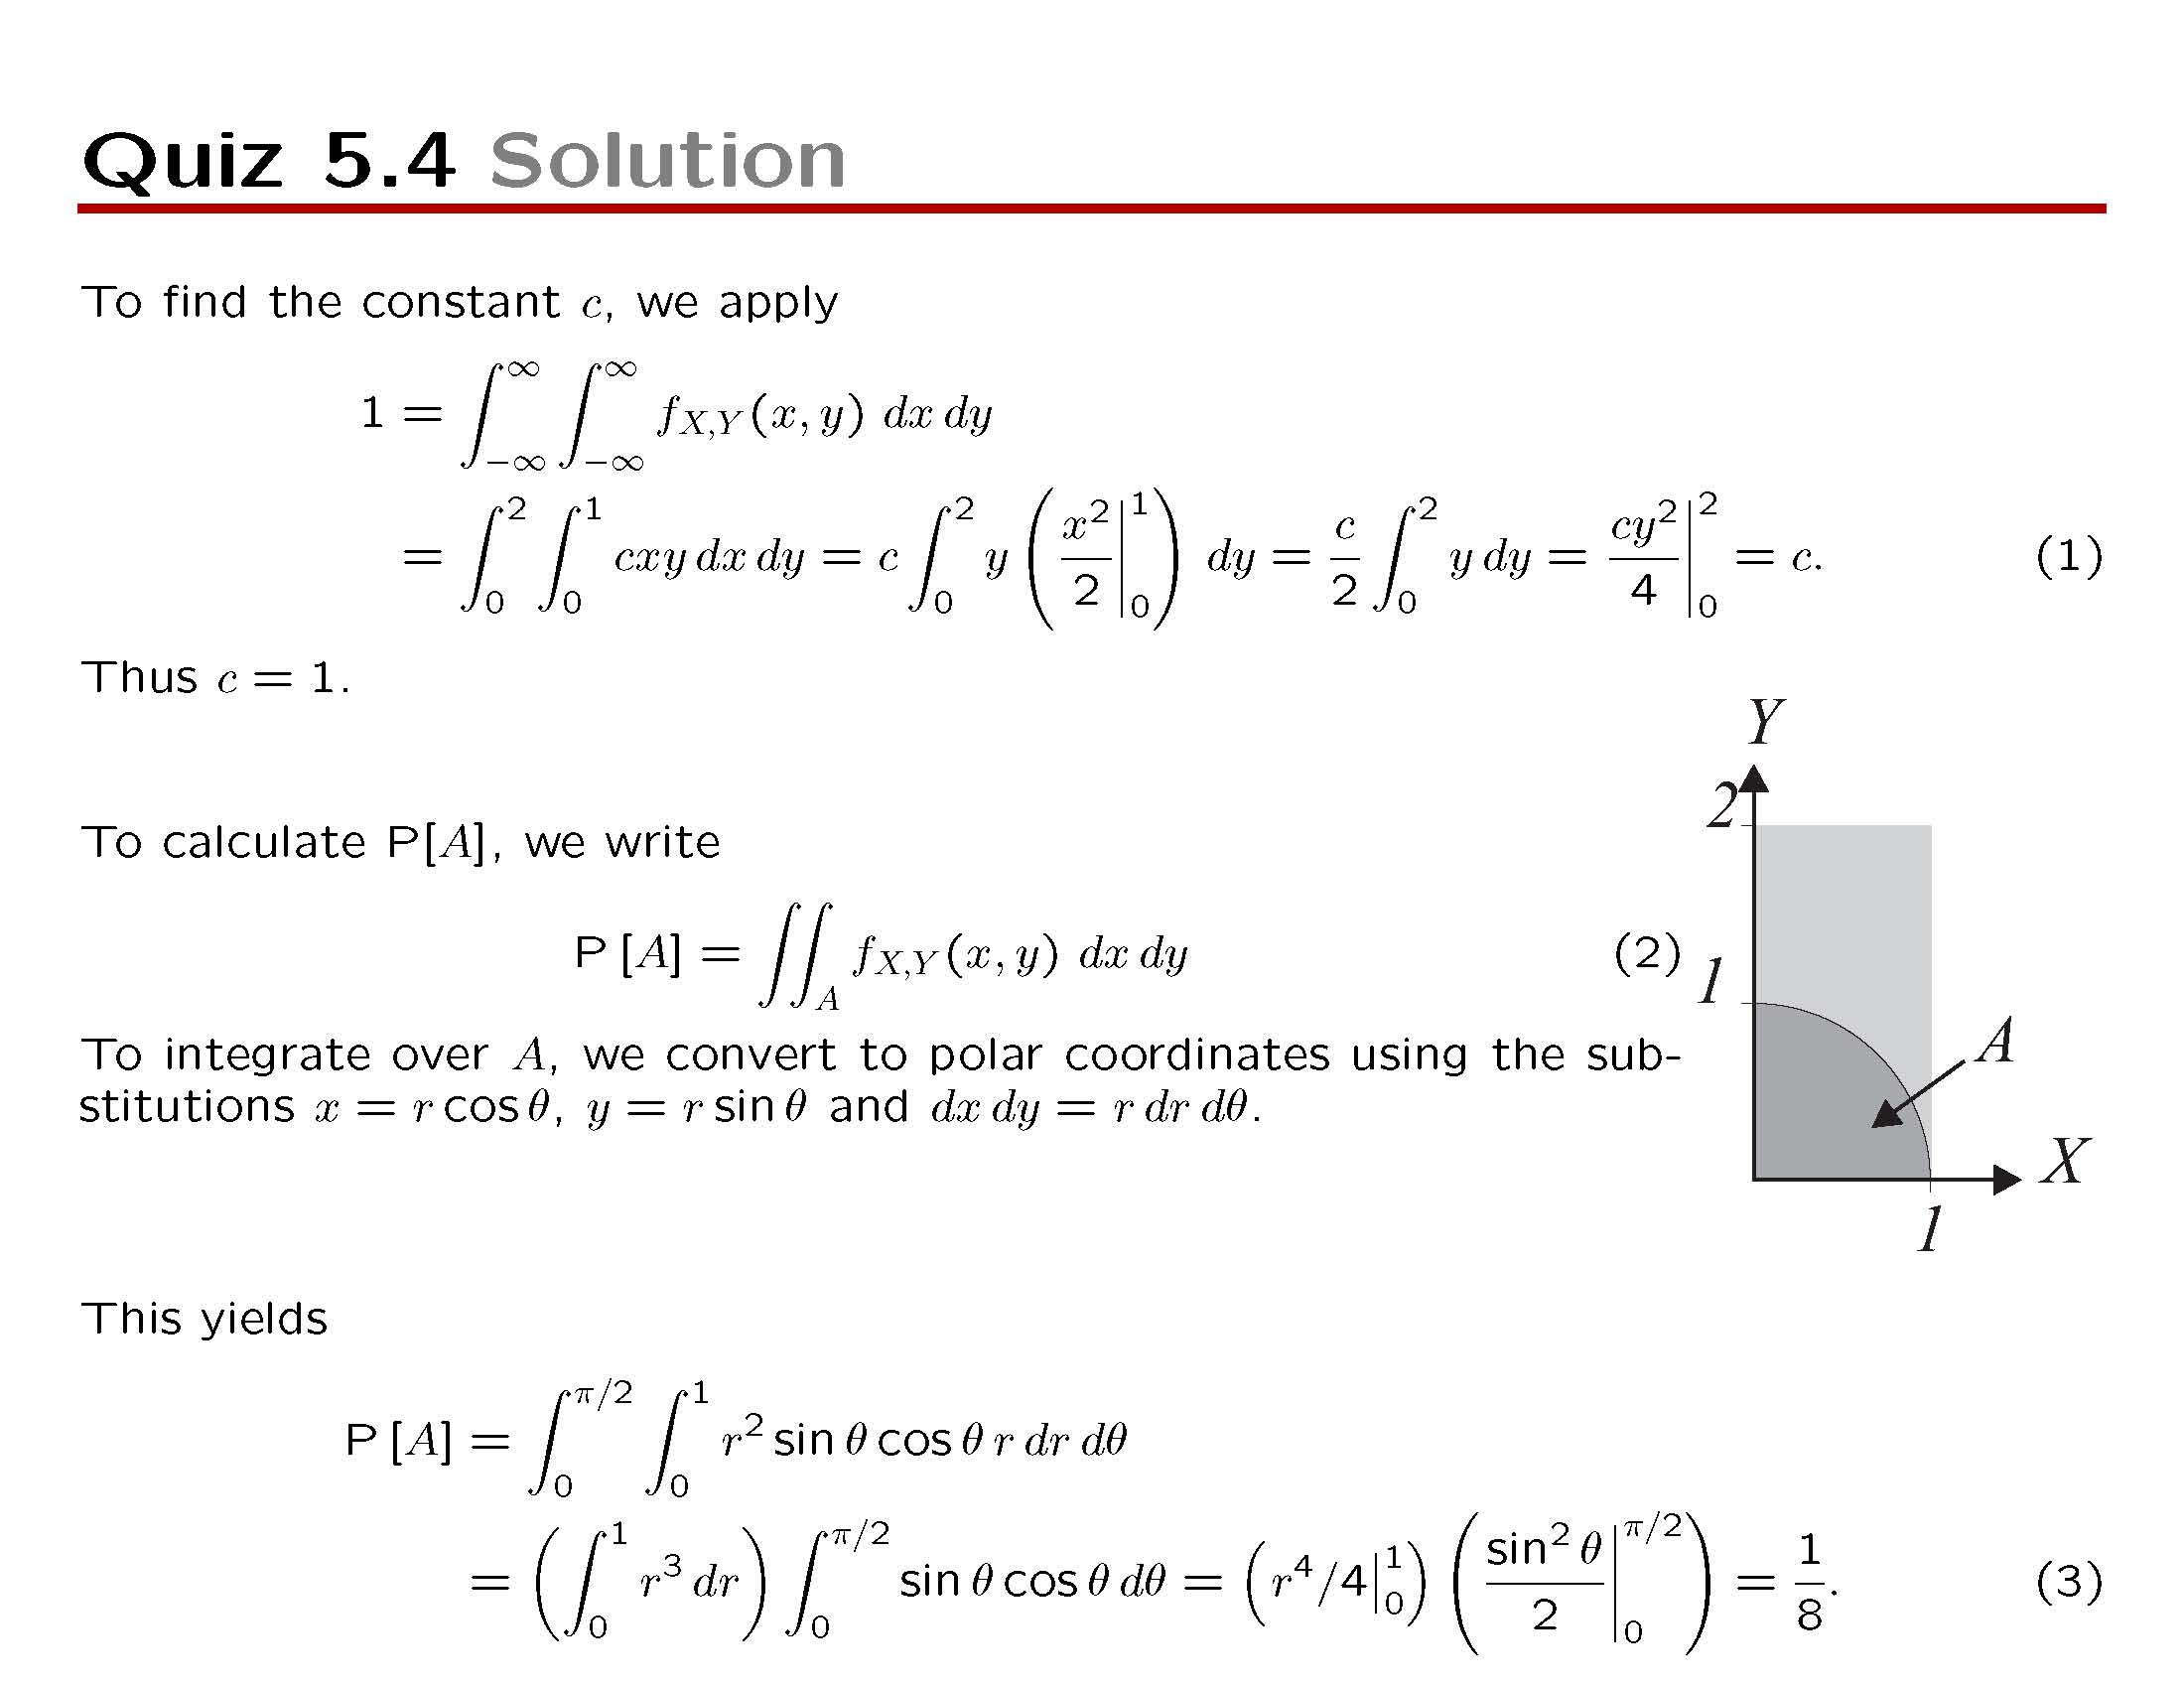 Quiz 5.4 Solution
To find the constant c, we apply
1 = ∫_{−∞}^{∞} ∫_{−∞}^{∞} f_{X,Y}(x, y) dx dy
= ∫_0^2 ∫_0^1 cxy dx dy = c ∫_0^2 y ( x^2/2 |_0^1 ) dy = c/2 ∫_0^2 y dy = cy^2/4 |_0^2 = c. (1)
Thus c = 1.
Y
2
To calculate P[A], we write
P [A] = ∬_A f_{X,Y}(x, y) dx dy (2)
1
A
To integrate over A, we convert to polar coordinates using the sub-
stitutions x = r cos θ, y = r sin θ and dx dy = r dr dθ.
X
1
This yields
P [A] = ∫_0^{π/2} ∫_0^1 r^2 sin θ cos θ r dr dθ
= ( ∫_0^1 r^3 dr ) ∫_0^{π/2} sin θ cos θ dθ = ( r^4/4 |_0^1 ) ( sin^2 θ/2 |_0^{π/2} ) = 1/8. (3)